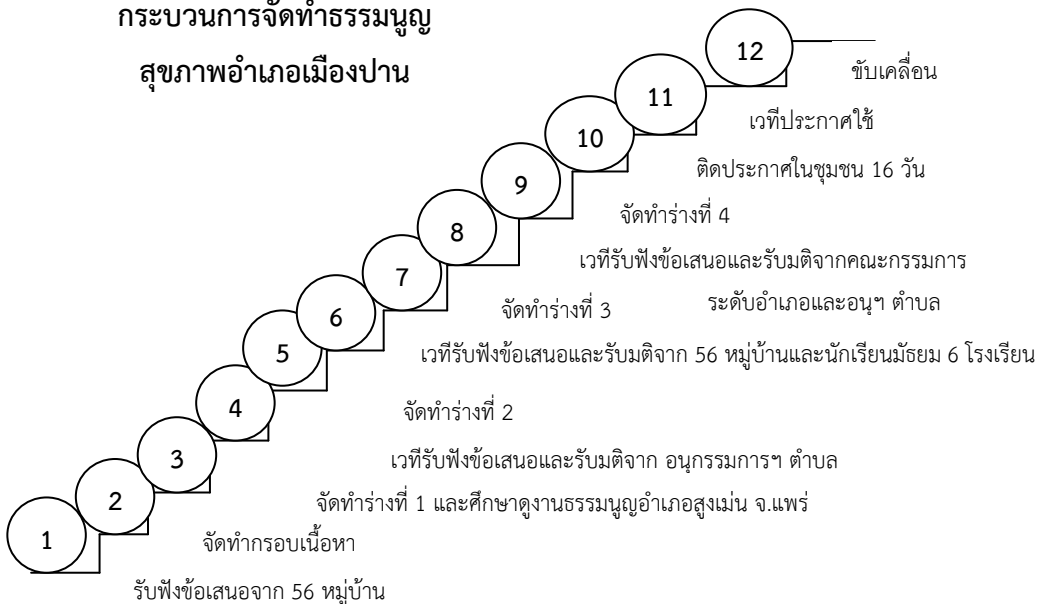 กระบวนการจัดทำธรรมนูญ
สุขภาพอำเภอเมืองปาน
12
ขับเคลื่อน
11
เวทีประกาศใช้
10
ติดประกาศในชุมชน 16 วัน
9
จัดทำร่างที่ 4
8
เวทีรับฟังข้อเสนอและรับมติจากคณะกรรมการ
ระดับอำเภอและอนุฯ ตำบล
7
จัดทำร่างที่ 3
6
เวทีรับฟังข้อเสนอและรับมติจาก 56 หมู่บ้านและนักเรียนมัธยม 6 โรงเรียน
5
จัดทำร่างที่ 2
4
เวทีรับฟังข้อเสนอและรับมติจาก อนุกรรมการฯ ตำบล
3
จัดทำร่างที่ 1 และศึกษาดูงานธรรมนูญอำเภอสูงเม่น จ.แพร่
2
จัดทำกรอบเนื้อหา
1
รับฟังข้อเสนอจาก 56 หมู่บ้าน